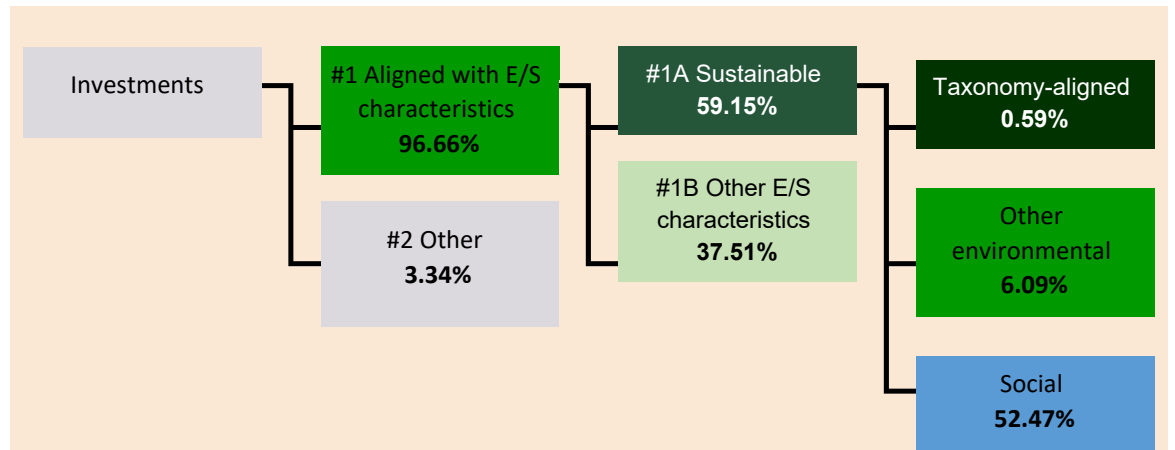 Investments
#1 Aligned with E/S
characteristics
96.66%
#2 Other
3.34%
#1A Sustainable
59.15%
#1B Other E/S
characteristics
37.51%
Taxonomy-aligned
0.59%
Other
environmental
6.09%
Social
52.47%